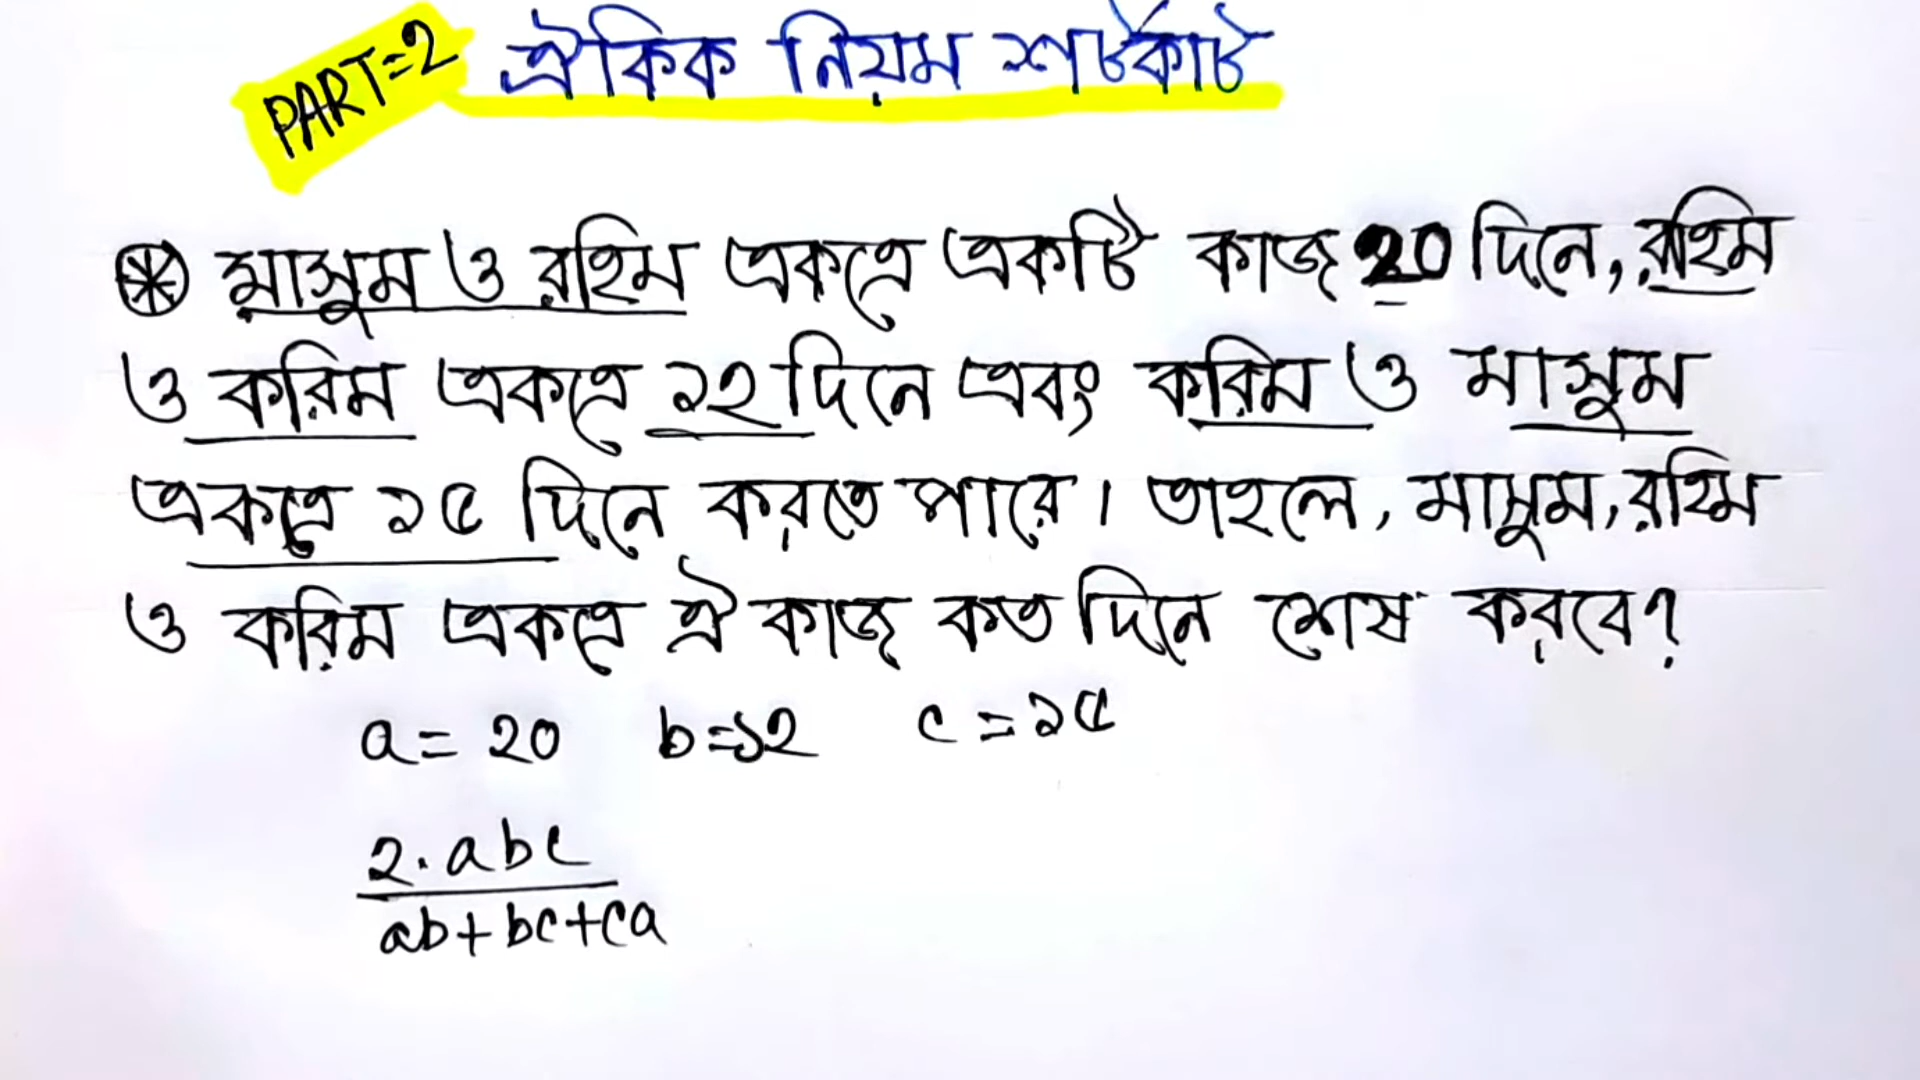 PART=2 ঐকিক নিয়ম শর্টকাট
মাসুম ও রহিম একত্রে একটি কাজ 20 দিনে, রহিম
ও করিম একত্রে ১২ দিনে এবং করিম ও মাসুম
একত্রে ১৫ দিনে করতে পারে। তাহলে, মাসুম, রহিম
ও করিম একত্রে ঐ কাজ কত দিনে শেষ করবে?
a = 20 b=১2 c = ১৫
2. abc
ab+bc+ca